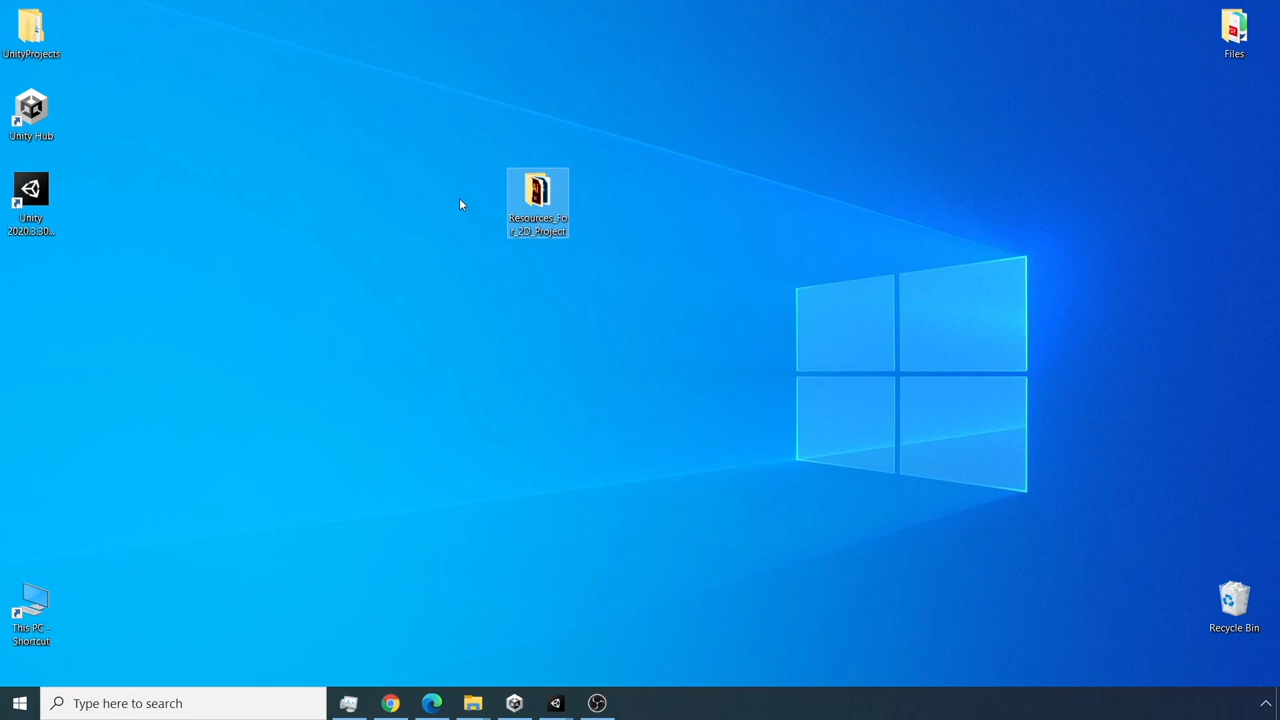 UnityProjects
Files
Unity Hub
Unity
2020.3.30...
Resources_Fo
r_2D_Project
This PC -
Shortcut
Recycle Bin
Type here to search